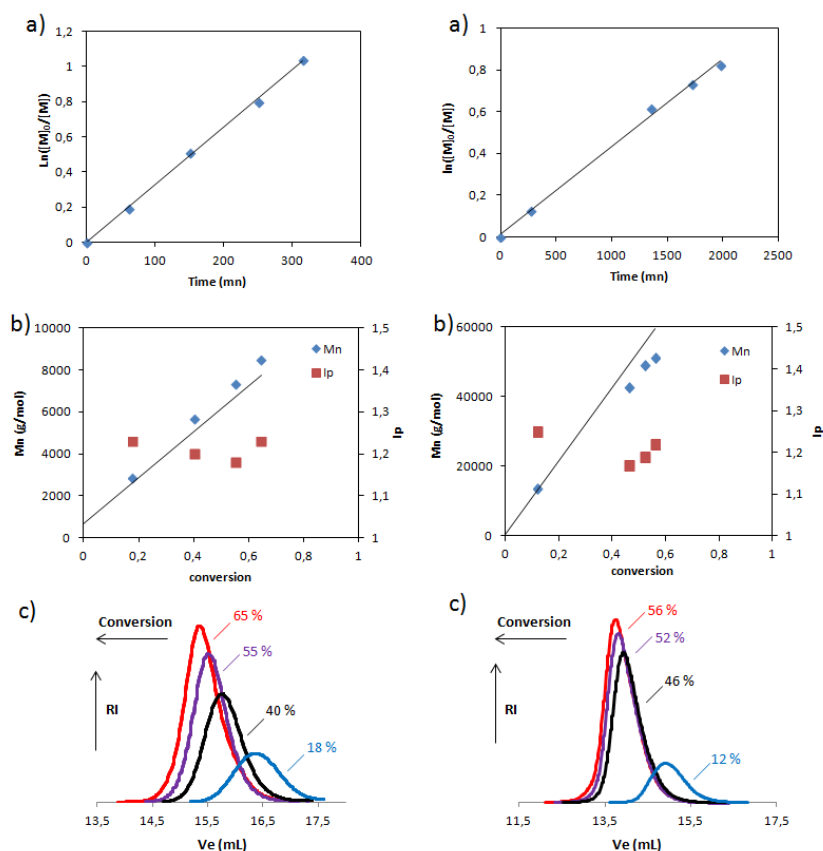 a)
1,2
1
0,8
0,6
0,4
0,2
0
Ln([M]₀/[M])
0 100 200 300 400
Time (mn)
a)
1
0,8
0,6
0,4
0,2
0
ln([M]₀/[M])
0 500 1000 1500 2000 2500
Time (mn)
b)
10000
8000
6000
4000
2000
0
Mn (g/mol)
1,5
1,4
1,3
1,2
1,1
1
Ip
Mn
Ip
0 0,2 0,4 0,6 0,8 1
conversion
b)
60000
40000
20000
0
Mn (g/mol)
1,5
1,4
1,3
1,2
1,1
1
Ip
Mn
Ip
0 0,2 0,4 0,6 0,8 1
conversion
c)
Conversion
RI
65 %
55 %
40 %
18 %
13,5 14,5 15,5 16,5 17,5
Ve (mL)
c)
Conversion
RI
56 %
52 %
46 %
12 %
11,5 13,5 15,5 17,5
Ve (mL)